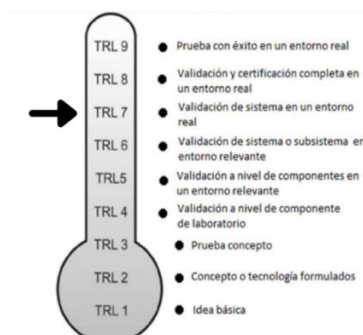 TRL 9 ● Prueba con éxito en un entorno real
TRL 8 ● Validación y certificación completa en
un entorno real
TRL 7 ● Validación de sistema en un entorno
real
TRL 6 ● Validación de sistema o subsistema en
entorno relevante
TRL5 ● Validación a nivel de componentes en
un entorno relevante
TRL 4 ● Validación a nivel de componente
de laboratorio
TRL 3 ● Prueba concepto
TRL 2 ● Concepto o tecnología formulados
TRL 1 ● Idea básica